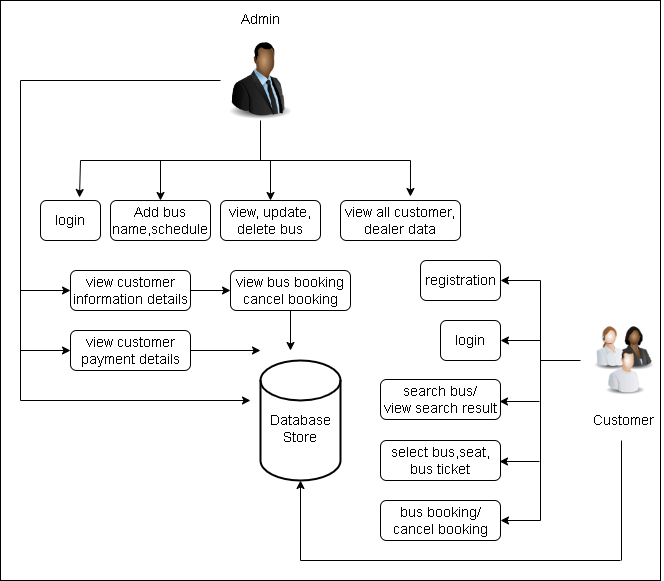 Admin
login
Add bus
name,schedule
view, update,
delete bus
view all customer,
dealer data
view customer
information details
view bus booking
cancel booking
view customer
payment details
Database
Store
registration
login
search bus/
view search result
select bus,seat,
bus ticket
bus booking/
cancel booking
Customer